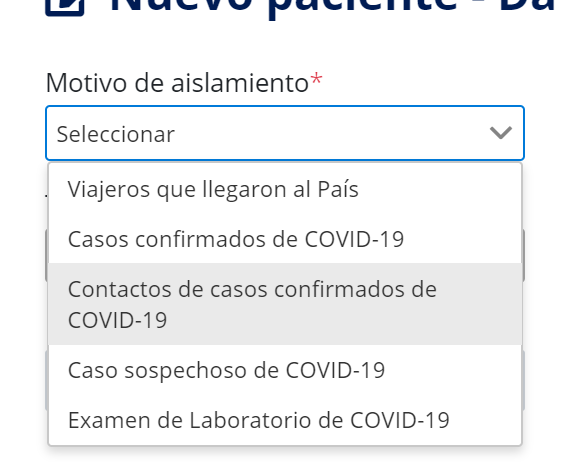 Nuevo paciente - Da
Motivo de aislamiento*
Seleccionar
Viajeros que llegaron al País
Casos confirmados de COVID-19
Contactos de casos confirmados de
COVID-19
Caso sospechoso de COVID-19
Examen de Laboratorio de COVID-19